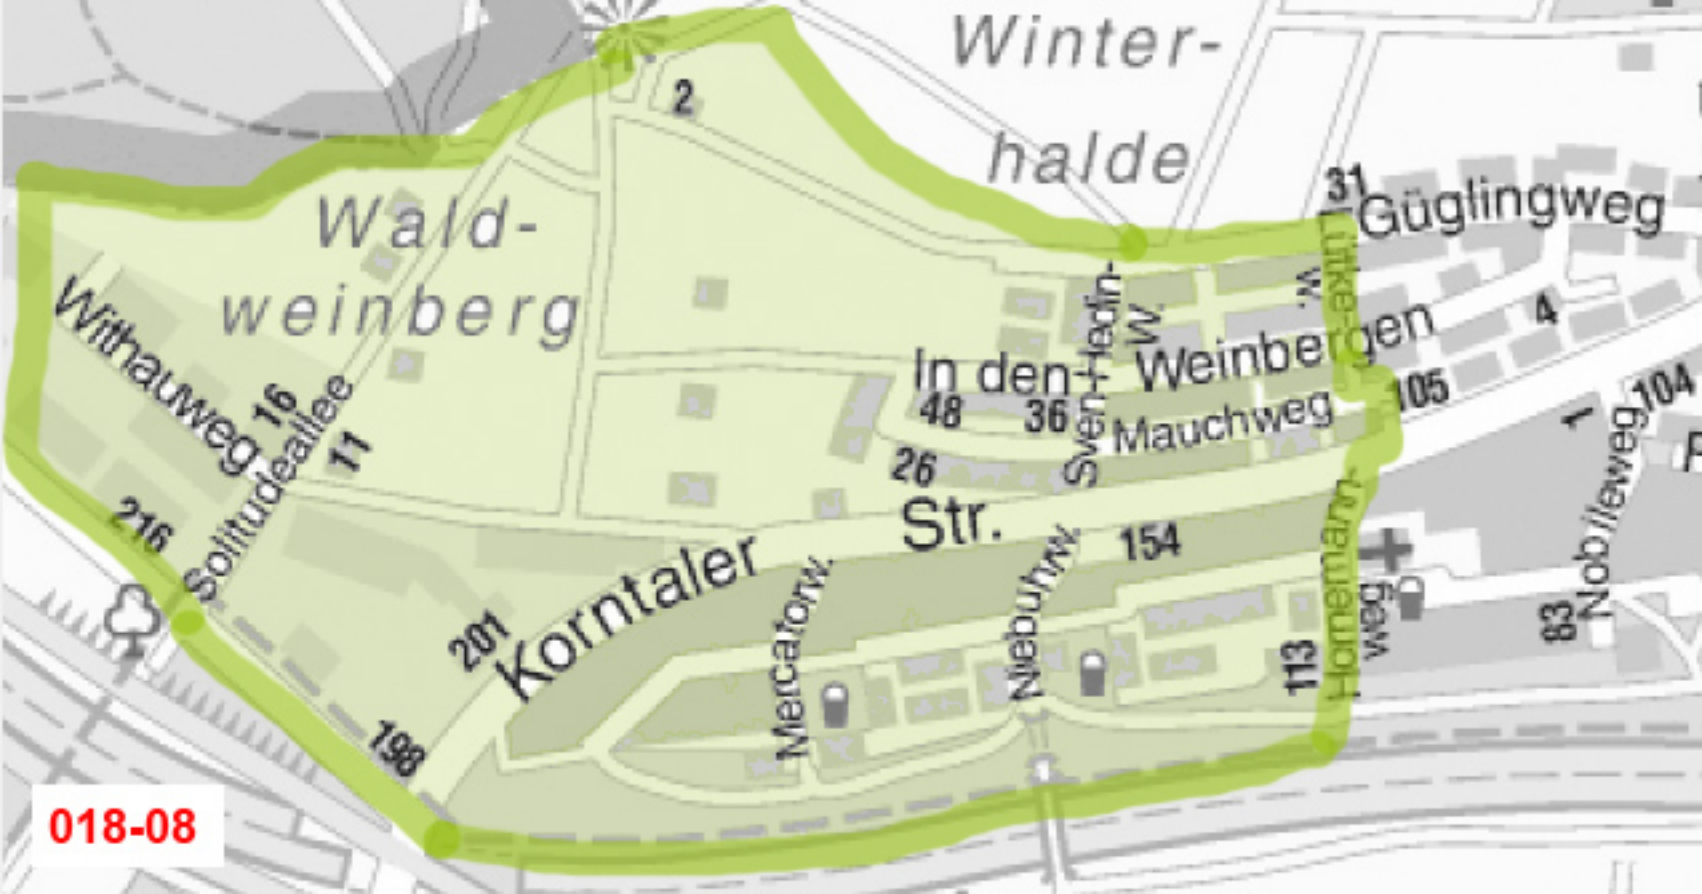 Winter-
halde
2
31
Güglingweg
Wald-
weinberg
W.
Sven-Hedin-
W.
4
Withauweg
16
Solitudeallee
11
In den Weinbergen
48
36
Mauchweg
105
104
1
Nobileweg
26
216
Korntaler Str.
154
Mercatorw.
Niebuhrw.
Homemann-
weg
201
113
83
198
018-08